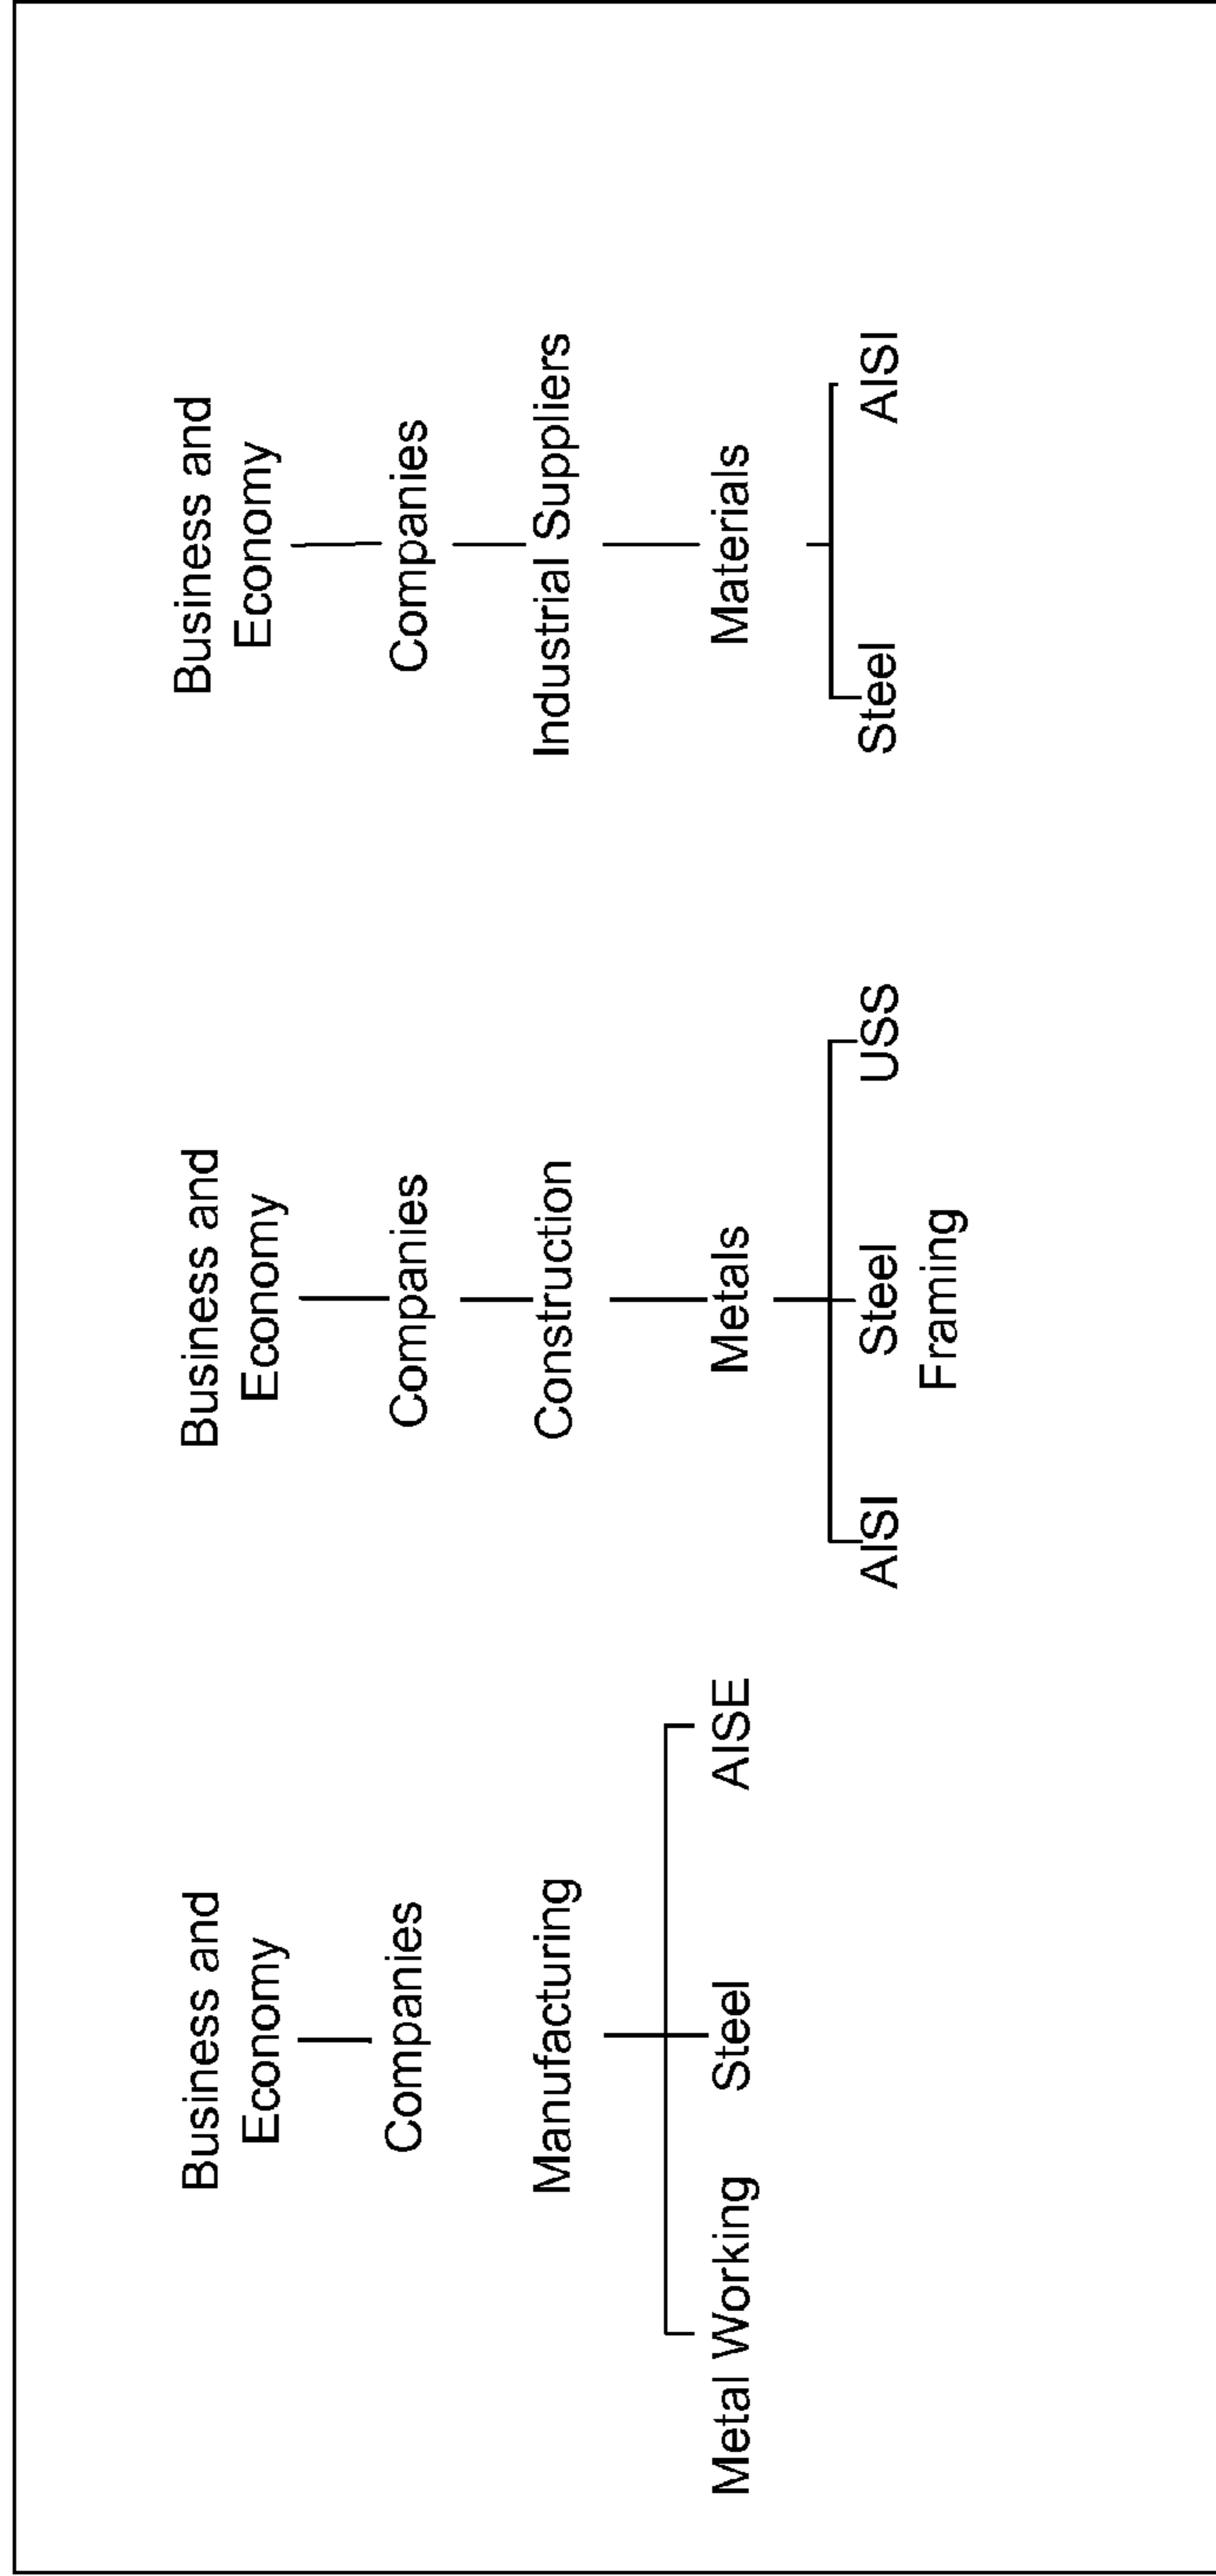 Business and
Economy
Companies
Manufacturing
Metal Working
Steel
AISE
Business and
Economy
Companies
Construction
Metals
AISI
Steel
Framing
USS
Business and
Economy
Companies
Industrial Suppliers
Materials
Steel
AISI